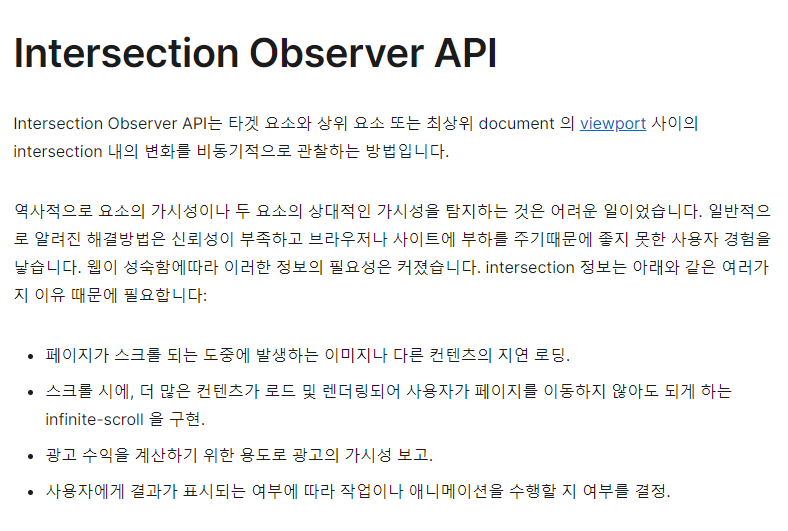 Intersection Observer API
Intersection Observer API는 타겟 요소와 상위 요소 또는 최상위 document 의 viewport 사이의
intersection 내의 변화를 비동기적으로 관찰하는 방법입니다.
역사적으로 요소의 가시성이나 두 요소의 상대적인 가시성을 탐지하는 것은 어려운 일이었습니다. 일반적으
로 알려진 해결방법은 신뢰성이 부족하고 브라우저나 사이트에 부하를 주기때문에 좋지 못한 사용자 경험을
낳습니다. 웹이 성숙함에따라 이러한 정보의 필요성은 커졌습니다. intersection 정보는 아래와 같은 여러가
지 이유 때문에 필요합니다:
• 페이지가 스크롤 되는 도중에 발생하는 이미지나 다른 컨텐츠의 지연 로딩.
• 스크롤 시에, 더 많은 컨텐츠가 로드 및 렌더링되어 사용자가 페이지를 이동하지 않아도 되게 하는
infinite-scroll 을 구현.
• 광고 수익을 계산하기 위한 용도로 광고의 가시성 보고.
• 사용자에게 결과가 표시되는 여부에 따라 작업이나 애니메이션을 수행할 지 여부를 결정.